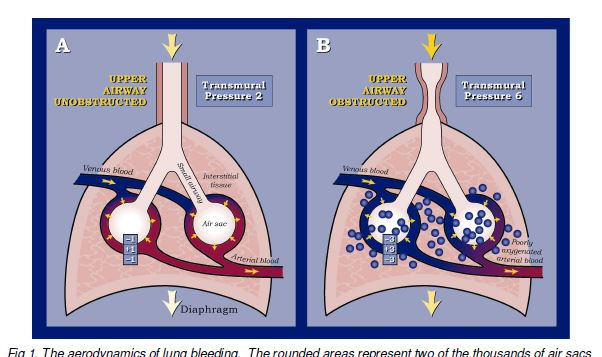 A
UPPER
AIRWAY
UNOBSTRUCTED
Transmural
Pressure 2
Venous blood
Small airway
Interstitial
tissue
Air sac
-1
+1
-1
Arterial blood
Diaphragm
B
UPPER
AIRWAY
OBSTRUCTED
Transmural
Pressure 6
Venous blood
-3
+3
-3
Poorly
oxygenated
arterial blood
Fig 1. The aerodynamics of lung bleeding. The rounded areas represent two of the thousands of air sacs